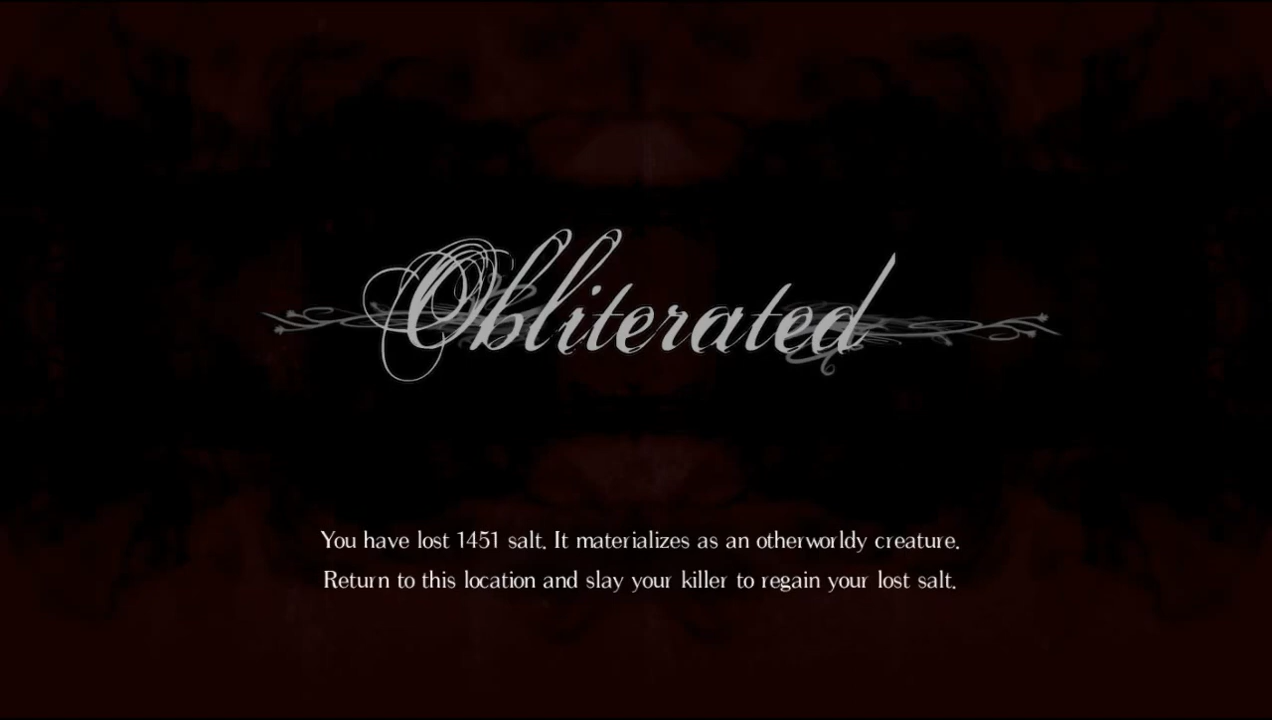 Obliterated
You have lost 1451 salt. It materializes as an otherworldly creature.
Return to this location and slay your killer to regain your lost salt.